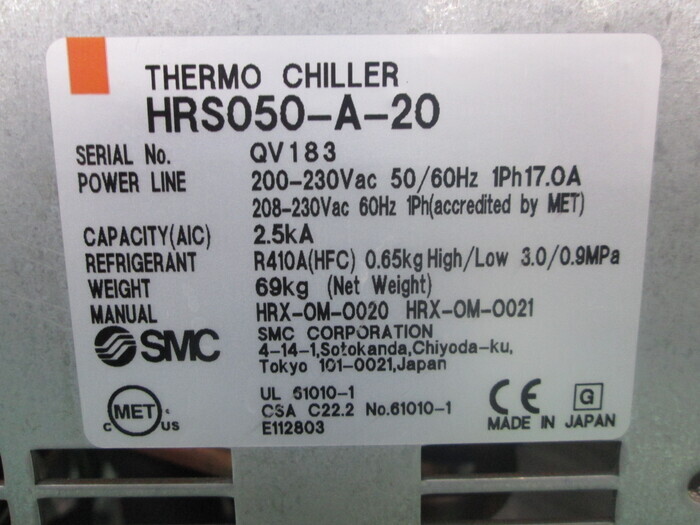 THERMO CHILLER
HRS050-A-20
SERIAL No. QV183
POWER LINE 200-230Vac 50/60Hz 1Ph17.0A
208-230Vac 60Hz 1Ph(accredited by MET)
CAPACITY(AIC) 2.5kA
REFRIGERANT R410A(HFC) 0.65kg High/Low 3.0/0.9MPa
WEIGHT 69kg (Net Weight)
MANUAL HRX-OM-O020 HRX-OM-O021
SMC
SMC CORPORATION
4-14-1,Sotokanda,Chiyoda-ku,
Tokyo 101-0021,Japan
C MET US
UL 61010-1
CSA C22.2 No.61010-1
E112803
CE G
MADE IN JAPAN